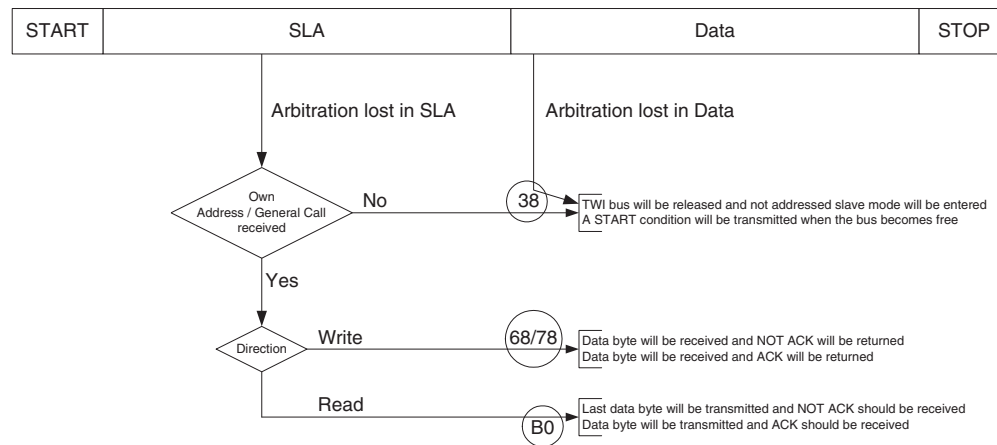 START SLA Data STOP
Arbitration lost in SLA Arbitration lost in Data
Own
Address / General Call
received
No
38
TWI bus will be released and not addressed slave mode will be entered
A START condition will be transmitted when the bus becomes free
Yes
Direction
Write
68/78
Data byte will be received and NOT ACK will be returned
Data byte will be received and ACK will be returned
Read
B0
Last data byte will be transmitted and NOT ACK should be received
Data byte will be transmitted and ACK should be received